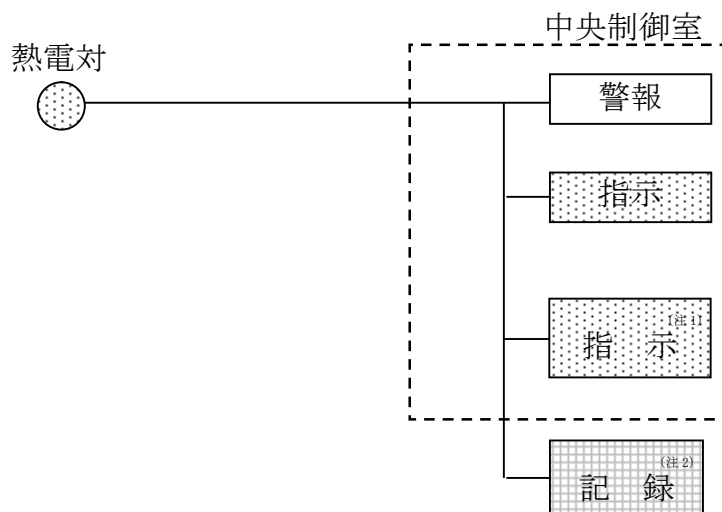 中央制御室
熱電対
警報
指示
指　示(注1)
記　録(注2)